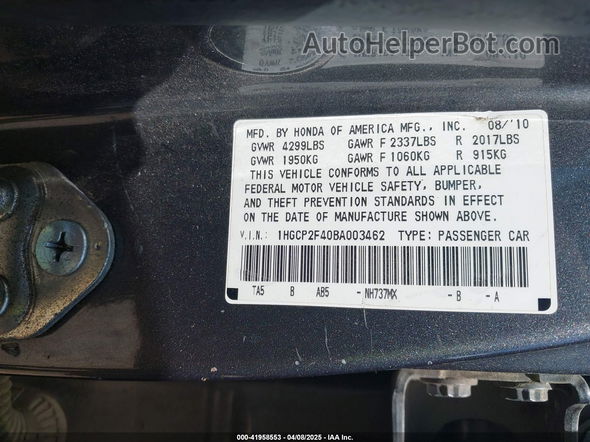 AutoHelperBot.com
MFD. BY HONDA OF AMERICA MFG., INC. 08/'10
GVWR 4299LBS GAWR F 2337LBS R 2017LBS
GVWR 1950KG GAWR F 1060KG R 915KG
THIS VEHICLE CONFORMS TO ALL APPLICABLE
FEDERAL MOTOR VEHICLE SAFETY, BUMPER,
AND THEFT PREVENTION STANDARDS IN EFFECT
ON THE DATE OF MANUFACTURE SHOWN ABOVE.
V.I.N.: 1HGCP2F40BA003462 TYPE: PASSENGER CAR
TA5 B AB5 - NH737MX - B - A
000-41958553 - 04/08/2025 - IAA Inc.